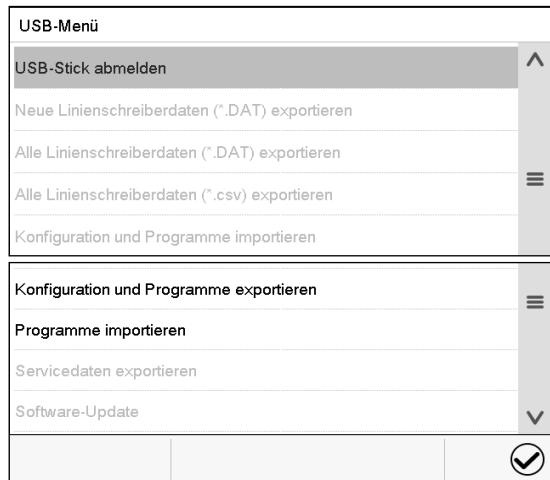 USB-Menü
USB-Stick abmelden
Neue Linienschreiberdaten (*.DAT) exportieren
Alle Linienschreiberdaten (*.DAT) exportieren
Alle Linienschreiberdaten (*.csv) exportieren
Konfiguration und Programme importieren
Konfiguration und Programme exportieren
Programme importieren
Servicedaten exportieren
Software-Update